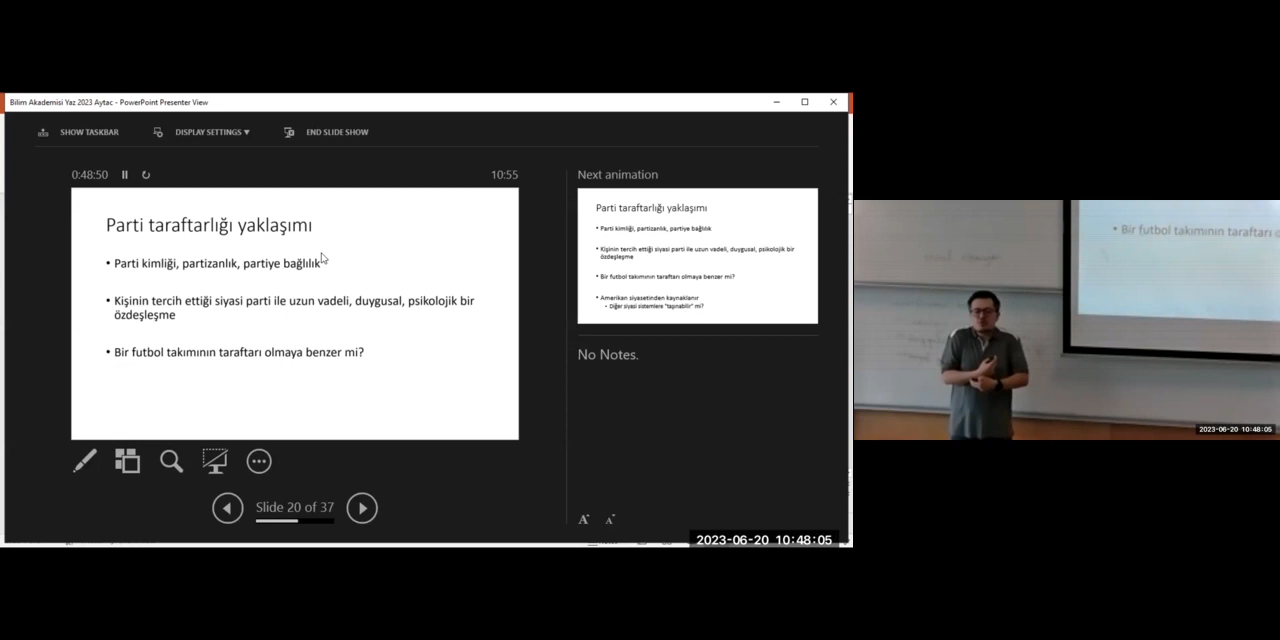 Bilim Akademisi Yaz 2023 Aytac - PowerPoint Presenter View
SHOW TASKBAR
DISPLAY SETTINGS ▼
END SLIDE SHOW
0:48:50
10:55
Parti taraftarlığı yaklaşımı
• Parti kimliği, partizanlık, partiye bağlılık
• Kişinin tercih ettiği siyasi parti ile uzun vadeli, duygusal, psikolojik bir
özdeşleşme
• Bir futbol takımının taraftarı olmaya benzer mi?
Slide 20 of 37
Next animation
Parti taraftarlığı yaklaşımı
• Parti kimliği, partizanlık, partiye bağlılık
• Kişinin tercih ettiği siyasi parti ile uzun vadeli, duygusal, psikolojik bir
özdeşleşme
• Bir futbol takımının taraftarı olmaya benzer mi?
• Amerikan siyasetinden kaynaklanır
• Diğer siyasi sistemlere "taşınabilir" mi?
No Notes.
A A
2023-06-20 10:48:05
• Bir futbol takımının taraftarı o
2023-06-20 10:48:05